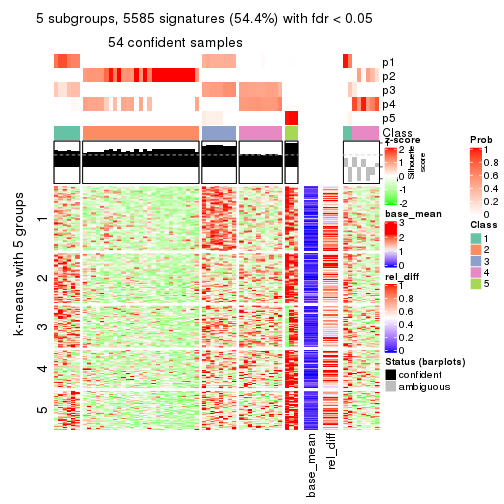 5 subgroups, 5585 signatures (54.4%) with fdr < 0.05
54 confident samples
p1
p2
p3
p4
p5
Class
Silhouette score
k-means with 5 groups
1
2
3
4
5
base_mean
rel_diff
z-score
2
1
0
-1
-2
base_mean
3
2
1
0
rel_diff
1
0.8
0.6
0.4
0.2
0
Status (barplots)
confident
ambiguous
Prob
1
0.8
0.6
0.4
0.2
0
Class
1
2
3
4
5